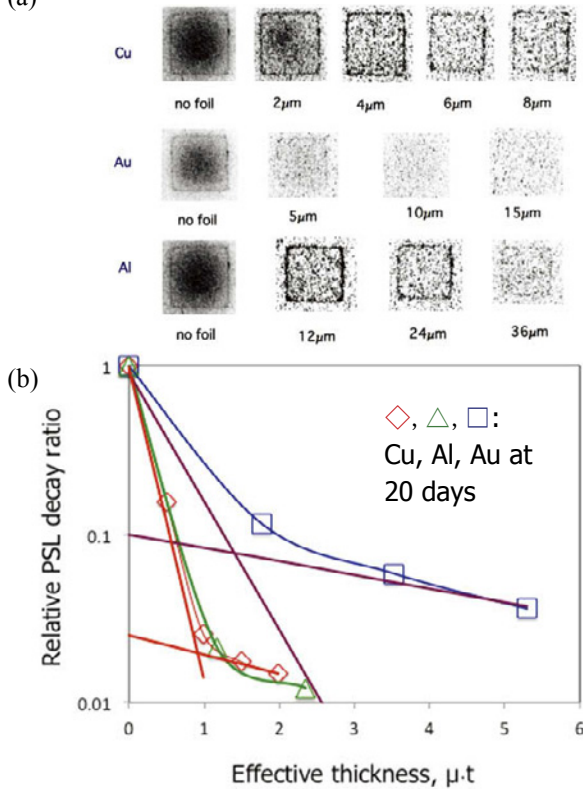 (a)
Cu
no foil 2μm 4μm 6μm 8μm
Au
no foil 5μm 10μm 15μm
Al
no foil 12μm 24μm 36μm
(b)
1
0.1
0.01
Relative PSL decay ratio
◇, △, □:
Cu, Al, Au at
20 days
0 1 2 3 4 5 6
Effective thickness, μ·t